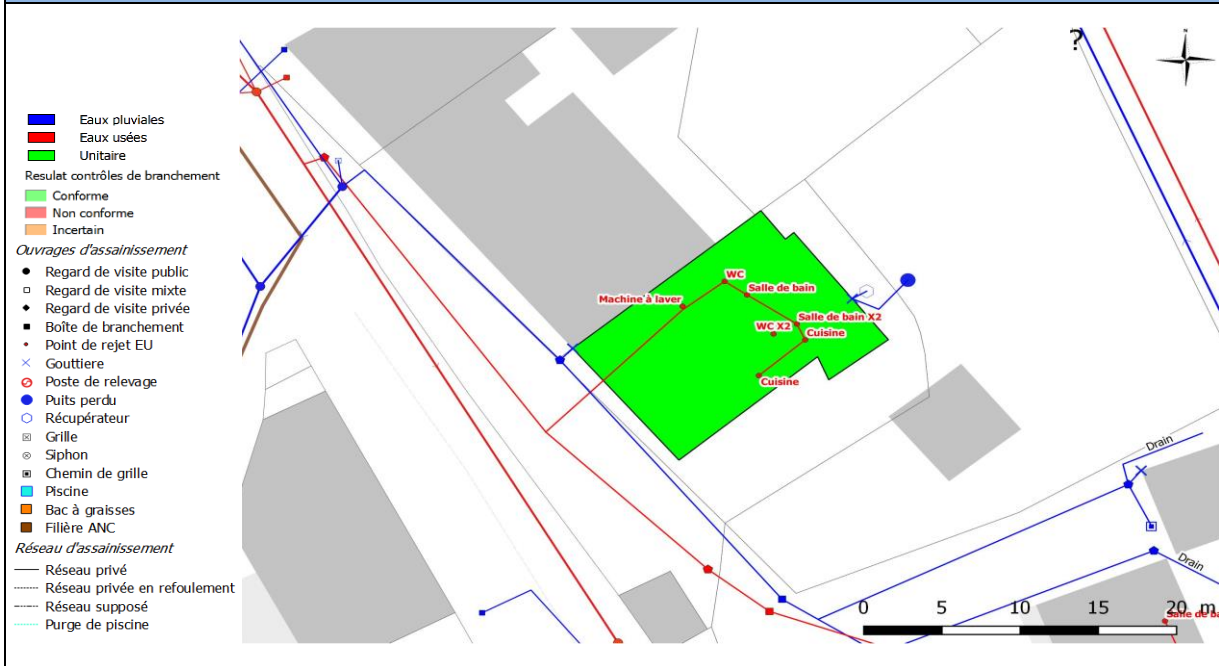 Eaux pluviales
Eaux usées
Unitaire
Resulat contrôles de branchement
Conforme
Non conforme
Incertain
Ouvrages d'assainissement
Regard de visite public
Regard de visite mixte
Regard de visite privée
Boîte de branchement
Point de rejet EU
Gouttiere
Poste de relevage
Puits perdu
Récupérateur
Grille
Siphon
Chemin de grille
Piscine
Bac à graisses
Filière ANC
Réseau d'assainissement
Réseau privé
Réseau privée en refoulement
Réseau supposé
Purge de piscine
?
WC
Salle de bain
Machine à laver
Salle de bain X2
WC X2
Cuisine
Cuisine
Drain
Drain
0 5 10 15 20 m